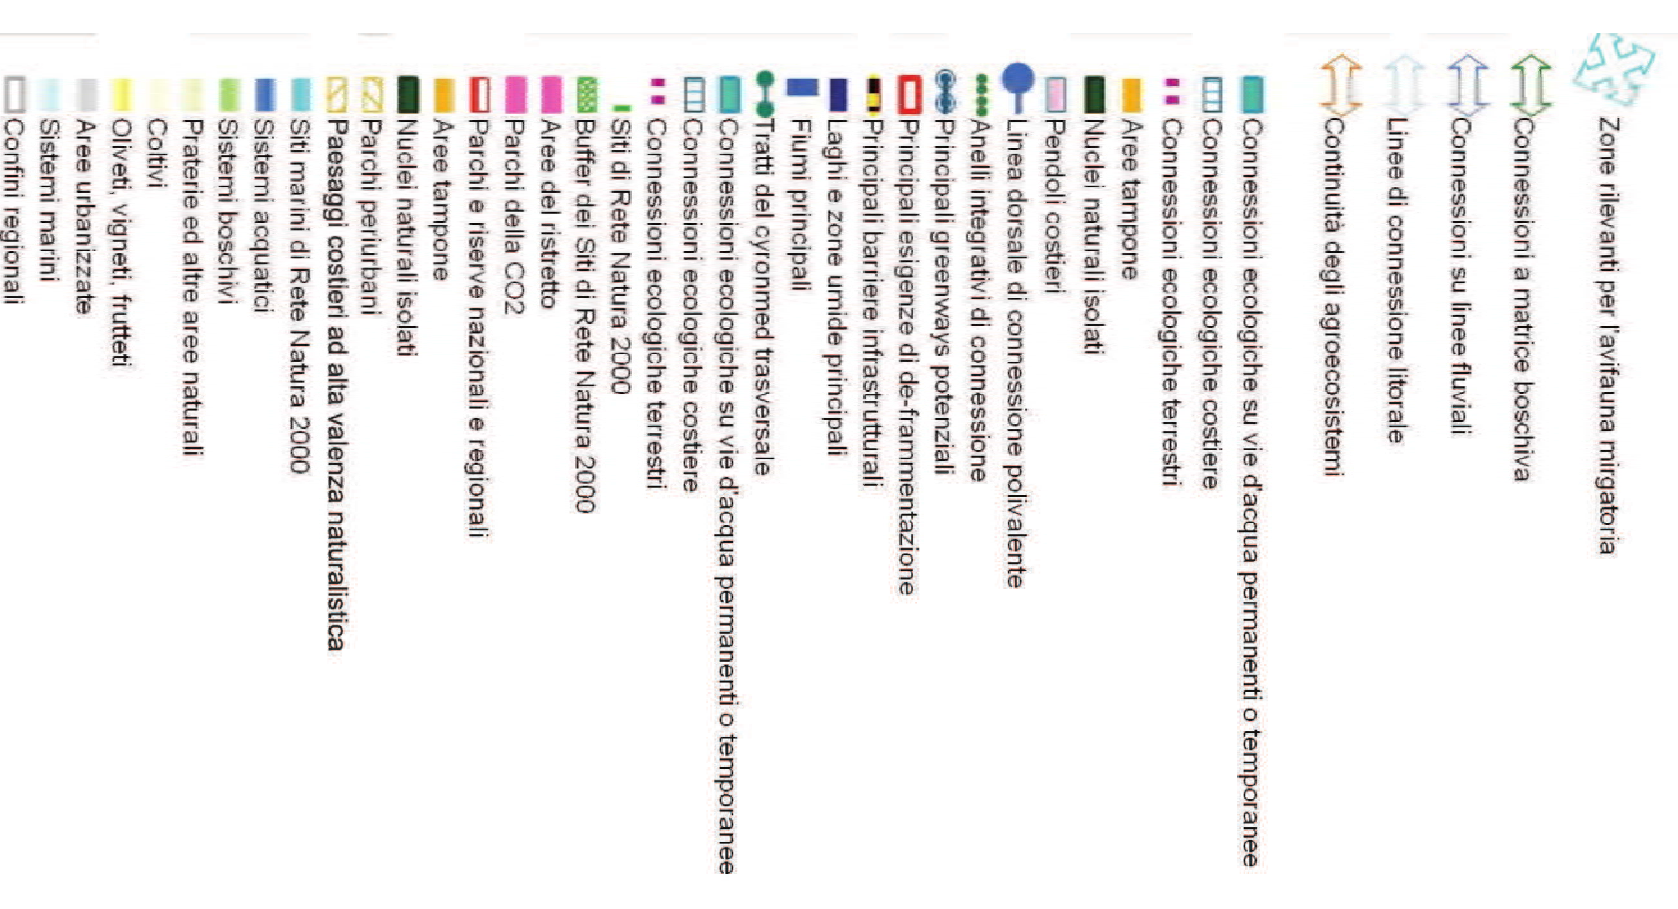 Zone rilevanti per l'avifauna mirgatoria
Connessioni a matrice boschiva
Connessioni su linee fluviali
Linee di connessione litorale
Continuità degli agroecosistemi
Connessioni ecologiche su vie d'acqua permanenti o temporanee
Connessioni ecologiche costiere
Connessioni ecologiche terrestri
Aree tampone
Nuclei naturali isolati
Pendoli costieri
Linea dorsale di connessione polivalente
Anelli integrativi di connessione
Principali greenways potenziali
Principali esigenze di de-frammentazione
Principali barriere infrastrutturali
Laghi e zone umide principali
Fiumi principali
Tratti del cyronmed trasversale
Connessioni ecologiche su vie d'acqua permanenti o temporanee
Connessioni ecologiche costiere
Connessioni ecologiche terrestri
Siti di Rete Natura 2000
Buffer dei Siti di Rete Natura 2000
Aree del ristretto
Parchi della CO2
Parchi e riserve nazionali e regionali
Aree tampone
Nuclei naturali isolati
Parchi periurbani
Paesaggi costieri ad alta valenza naturalistica
Siti marini di Rete Natura 2000
Sistemi acquatici
Sistemi boschivi
Praterie ed altre aree naturali
Coltivi
Oliveti, vigneti, frutteti
Aree urbanizzate
Sistemi marini
Confini regionali